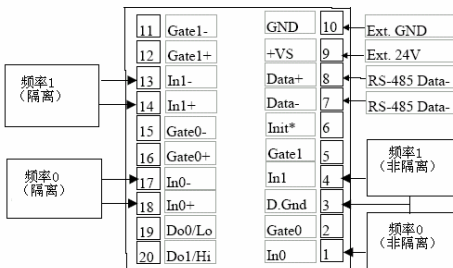 11 Gate1- GND 10 Ext. GND
12 Gate1+ +VS 9 Ext. 24V
13 In1- Data+ 8 RS-485 Data-
14 In1+ Data- 7 RS-485 Data-
15 Gate0- Init* 6
16 Gate0+ Gate1 5
17 In0- In1 4
18 In0+ D.Gnd 3
19 Do0/Lo Gate0 2
20 Do1/Hi In0 1
频率1
(隔离)
频率0
(隔离)
频率1
(非隔离)
频率0
(非隔离)